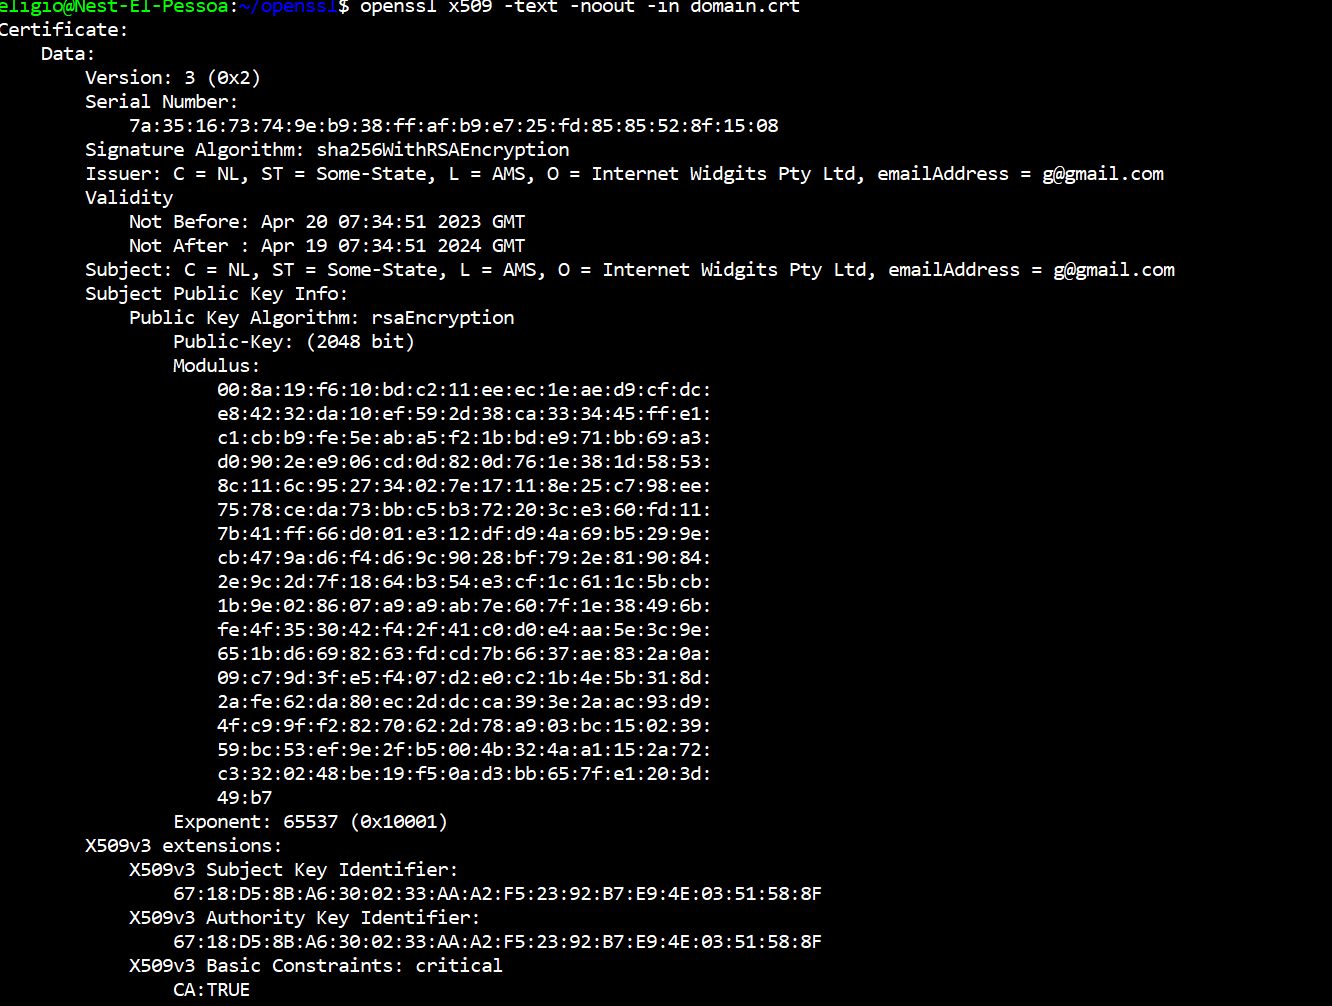 eligio@Nest-El-Pessoa:~/openssl$ openssl x509 -text -noout -in domain.crt
Certificate:
Data:
Version: 3 (0x2)
Serial Number:
7a:35:16:73:74:9e:b9:38:ff:af:b9:e7:25:fd:85:85:52:8f:15:08
Signature Algorithm: sha256WithRSAEncryption
Issuer: C = NL, ST = Some-State, L = AMS, O = Internet Widgits Pty Ltd, emailAddress = g@gmail.com
Validity
Not Before: Apr 20 07:34:51 2023 GMT
Not After : Apr 19 07:34:51 2024 GMT
Subject: C = NL, ST = Some-State, L = AMS, O = Internet Widgits Pty Ltd, emailAddress = g@gmail.com
Subject Public Key Info:
Public Key Algorithm: rsaEncryption
Public-Key: (2048 bit)
Modulus:
00:8a:19:f6:10:bd:c2:11:ee:ec:1e:ae:d9:cf:dc:
e8:42:32:da:10:ef:59:2d:38:ca:33:34:45:ff:e1:
c1:cb:b9:fe:5e:ab:a5:f2:1b:bd:e9:71:bb:69:a3:
d0:90:2e:e9:06:cd:0d:82:0d:76:1e:38:1d:58:53:
8c:11:6c:95:27:34:02:7e:17:11:8e:25:c7:98:ee:
75:78:ce:da:73:bb:c5:b3:72:20:3c:e3:60:fd:11:
7b:41:ff:66:d0:01:e3:12:df:d9:4a:69:b5:29:9e:
cb:47:9a:d6:f4:d6:9c:90:28:bf:79:2e:81:90:84:
2e:9c:2d:7f:18:64:b3:54:e3:cf:1c:61:1c:5b:cb:
1b:9e:02:86:07:a9:a9:ab:7e:60:7f:1e:38:49:6b:
fe:4f:35:30:42:f4:2f:41:c0:d0:e4:aa:5e:3c:9e:
65:1b:d6:69:82:63:fd:cd:7b:66:37:ae:83:2a:0a:
09:c7:9d:3f:e5:f4:07:d2:e0:c2:1b:4e:5b:31:8d:
2a:fe:62:da:80:ec:2d:dc:ca:39:3e:2a:ac:93:d9:
4f:c9:9f:f2:82:70:62:2d:78:a9:03:bc:15:02:39:
59:bc:53:ef:9e:2f:b5:00:4b:32:4a:a1:15:2a:72:
c3:32:02:48:be:19:f5:0a:d3:bb:65:7f:e1:20:3d:
49:b7
Exponent: 65537 (0x10001)
X509v3 extensions:
X509v3 Subject Key Identifier:
67:18:D5:8B:A6:30:02:33:AA:A2:F5:23:92:B7:E9:4E:03:51:58:8F
X509v3 Authority Key Identifier:
67:18:D5:8B:A6:30:02:33:AA:A2:F5:23:92:B7:E9:4E:03:51:58:8F
X509v3 Basic Constraints: critical
CA:TRUE